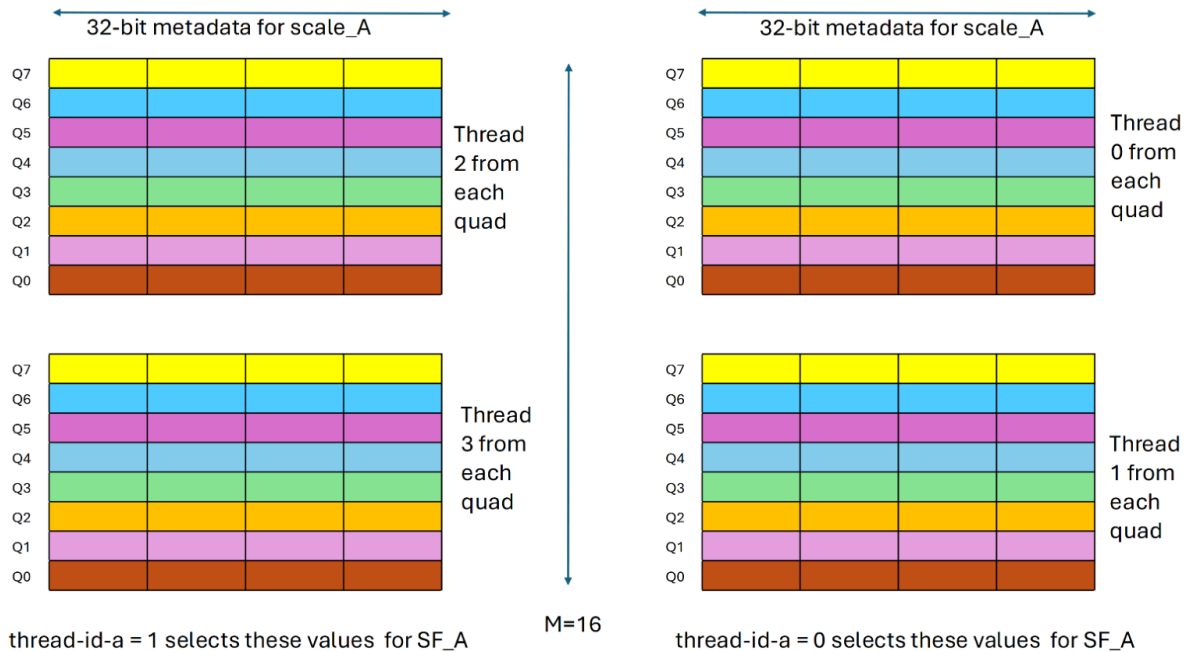 32-bit metadata for scale_A
Q7
Q6
Q5
Q4
Q3
Q2
Q1
Q0
Thread
2 from
each
quad
Q7
Q6
Q5
Q4
Q3
Q2
Q1
Q0
Thread
3 from
each
quad
thread-id-a = 1 selects these values for SF_A
M=16
32-bit metadata for scale_A
Q7
Q6
Q5
Q4
Q3
Q2
Q1
Q0
Thread
0 from
each
quad
Q7
Q6
Q5
Q4
Q3
Q2
Q1
Q0
Thread
1 from
each
quad
thread-id-a = 0 selects these values for SF_A